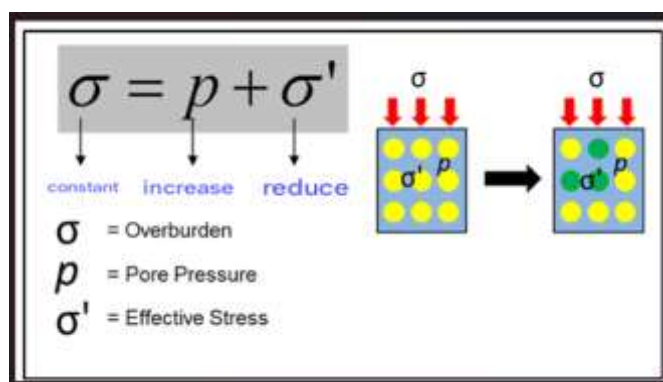 σ = p + σ'
constant increase reduce
σ = Overburden
p = Pore Pressure
σ' = Effective Stress
σ σ
σ' p σ' p